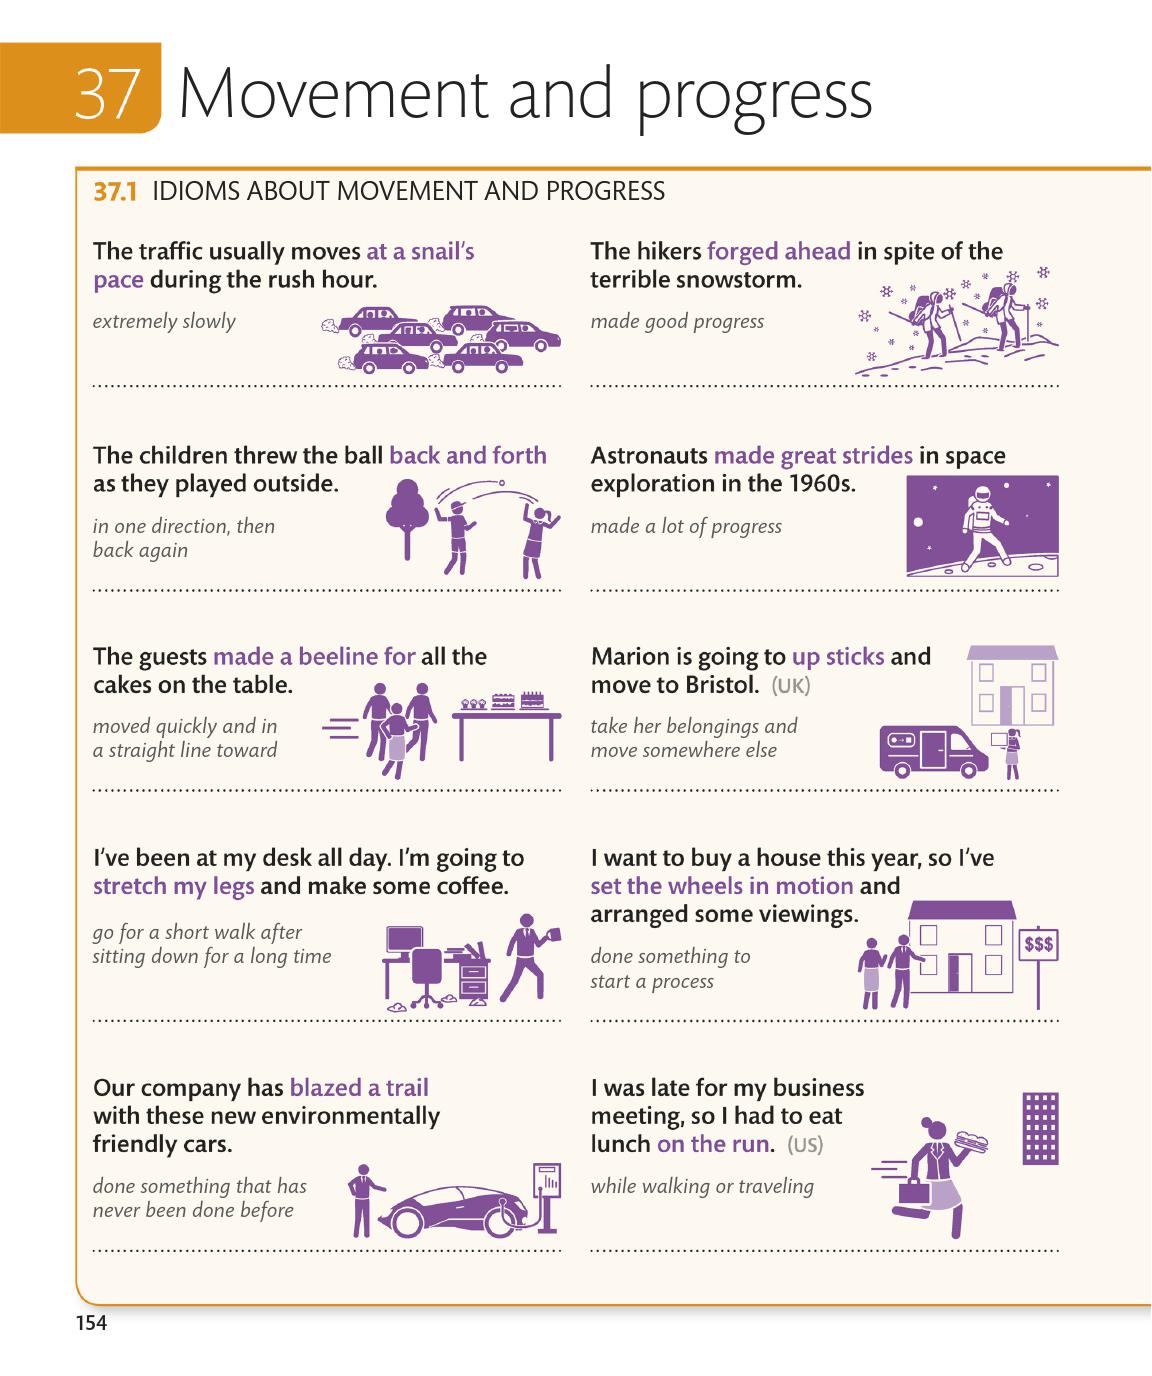 37 Movement and progress
37.1 IDIOMS ABOUT MOVEMENT AND PROGRESS
The traffic usually moves at a snail's
pace during the rush hour.
extremely slowly
The hikers forged ahead in spite of the
terrible snowstorm.
made good progress
The children threw the ball back and forth
as they played outside.
in one direction, then
back again
Astronauts made great strides in space
exploration in the 1960s.
made a lot of progress
The guests made a beeline for all the
cakes on the table.
moved quickly and in
a straight line toward
Marion is going to up sticks and
move to Bristol. (UK)
take her belongings and
move somewhere else
I've been at my desk all day. I'm going to
stretch my legs and make some coffee.
go for a short walk after
sitting down for a long time
I want to buy a house this year, so I've
set the wheels in motion and
arranged some viewings.
done something to
start a process
$$$
Our company has blazed a trail
with these new environmentally
friendly cars.
done something that has
never been done before
I was late for my business
meeting, so I had to eat
lunch on the run. (US)
while walking or traveling
154